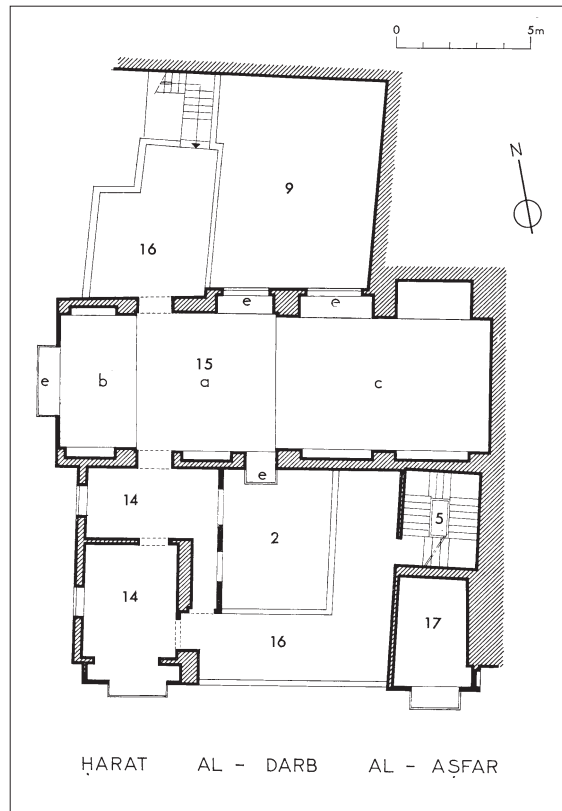 0 5m
N
9
16
e e
15
e b a c
e
14
2 5
14
16 17
ḤARAT AL - DARB AL - AṢFAR